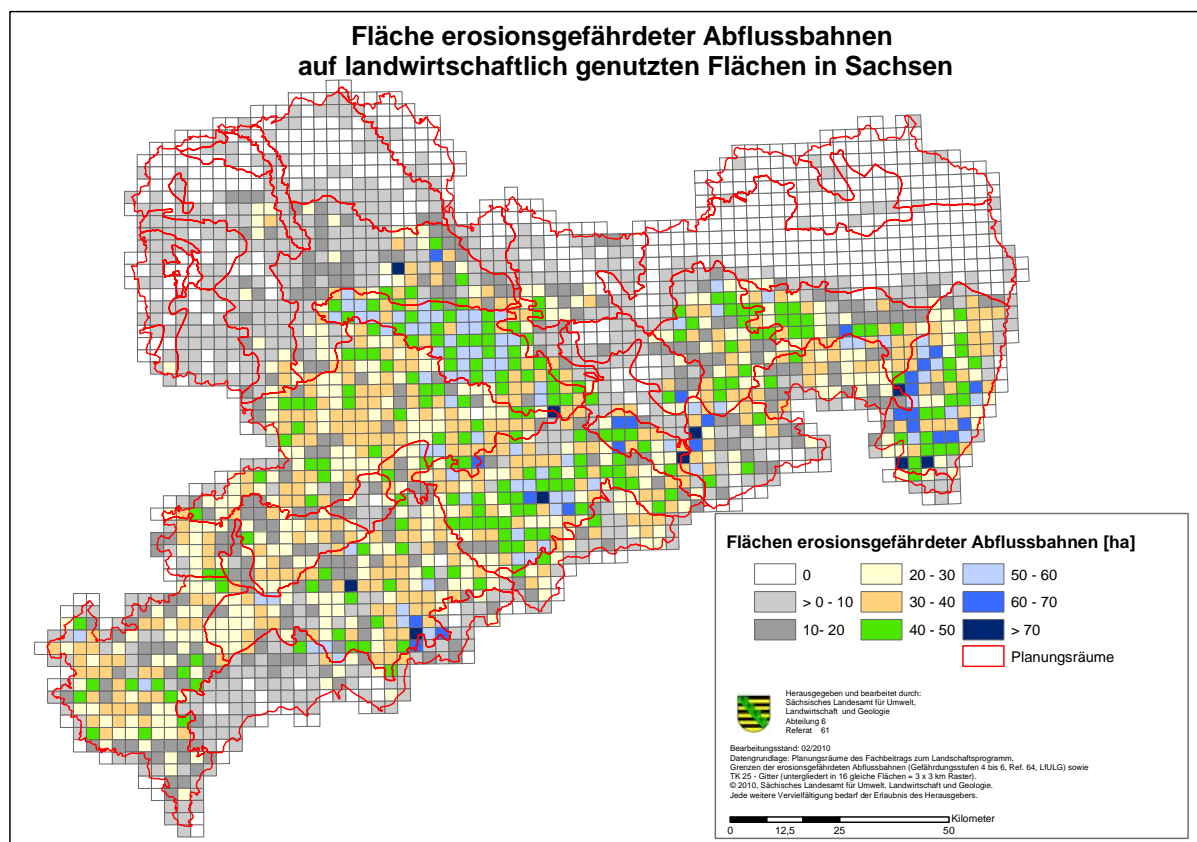 Fläche erosionsgefährdeter Abflussbahnen
auf landwirtschaftlich genutzten Flächen in Sachsen
Flächen erosionsgefährdeter Abflussbahnen [ha]
0
20 - 30
50 - 60
> 0 - 10
30 - 40
60 - 70
10- 20
40 - 50
> 70
Planungsräume
Herausgegeben und bearbeitet durch:
Sächsisches Landesamt für Umwelt,
Landwirtschaft und Geologie
Abteilung 6
Referat 61
Bearbeitungsstand: 02/2010
Datengrundlage: Planungsräume des Fachbeitrags zum Landschaftsprogramm,
Grenzen der erosionsgefährdeten Abflussbahnen (Gefährdungsstufen 4 bis 6, Ref. 64, LfULG) sowie
TK 25 - Gitter (untergliedert in 16 gleiche Flächen = 3 x 3 km Raster).
© 2010, Sächsisches Landesamt für Umwelt, Landwirtschaft und Geologie.
Jede weitere Vervielfältigung bedarf der Erlaubnis des Herausgebers.
Kilometer
0 12,5 25 50